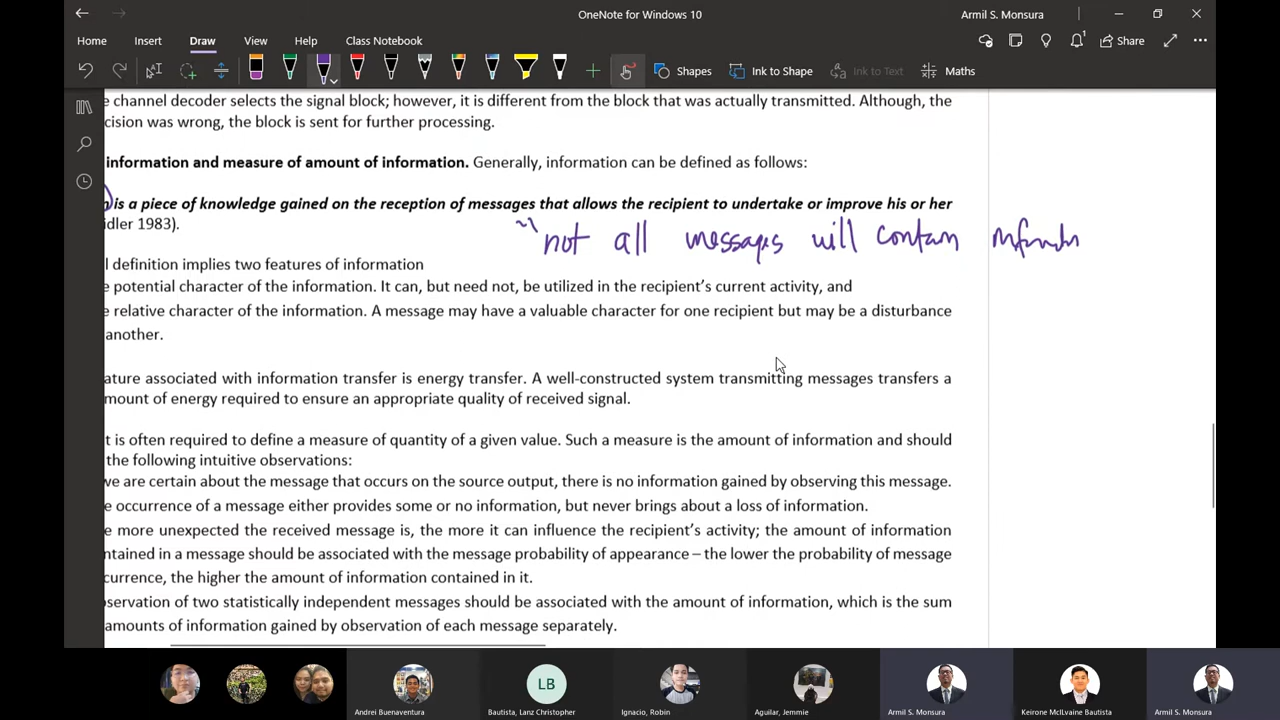 OneNote for Windows 10
Armil S. Monsura
Home Insert Draw View Help Class Notebook
Share
Shapes Ink to Shape Ink to Text Maths
e channel decoder selects the signal block; however, it is different from the block that was actually transmitted. Although, the
cision was wrong, the block is sent for further processing.
information and measure of amount of information. Generally, information can be defined as follows:
is a piece of knowledge gained on the reception of messages that allows the recipient to undertake or improve his or her
idler 1983).
not all messages will contain
l definition implies two features of information
e potential character of the information. It can, but need not, be utilized in the recipient's current activity, and
e relative character of the information. A message may have a valuable character for one recipient but may be a disturbance
another.
ature associated with information transfer is energy transfer. A well-constructed system transmitting messages transfers a
mount of energy required to ensure an appropriate quality of received signal.
t is often required to define a measure of quantity of a given value. Such a measure is the amount of information and should
the following intuitive observations:
we are certain about the message that occurs on the source output, there is no information gained by observing this message.
e occurrence of a message either provides some or no information, but never brings about a loss of information.
e more unexpected the received message is, the more it can influence the recipient's activity; the amount of information
ntained in a message should be associated with the message probability of appearance – the lower the probability of message
currence, the higher the amount of information contained in it.
bservation of two statistically independent messages should be associated with the amount of information, which is the sum
amounts of information gained by observation of each message separately.
LB
Andrei Buenaventura
Bautista, Lanz Christopher
Ignacio, Robin
Aguilar, Jemmie
Armil S. Monsura
Keirone McIlvaine Bautista
Armil S. Monsura